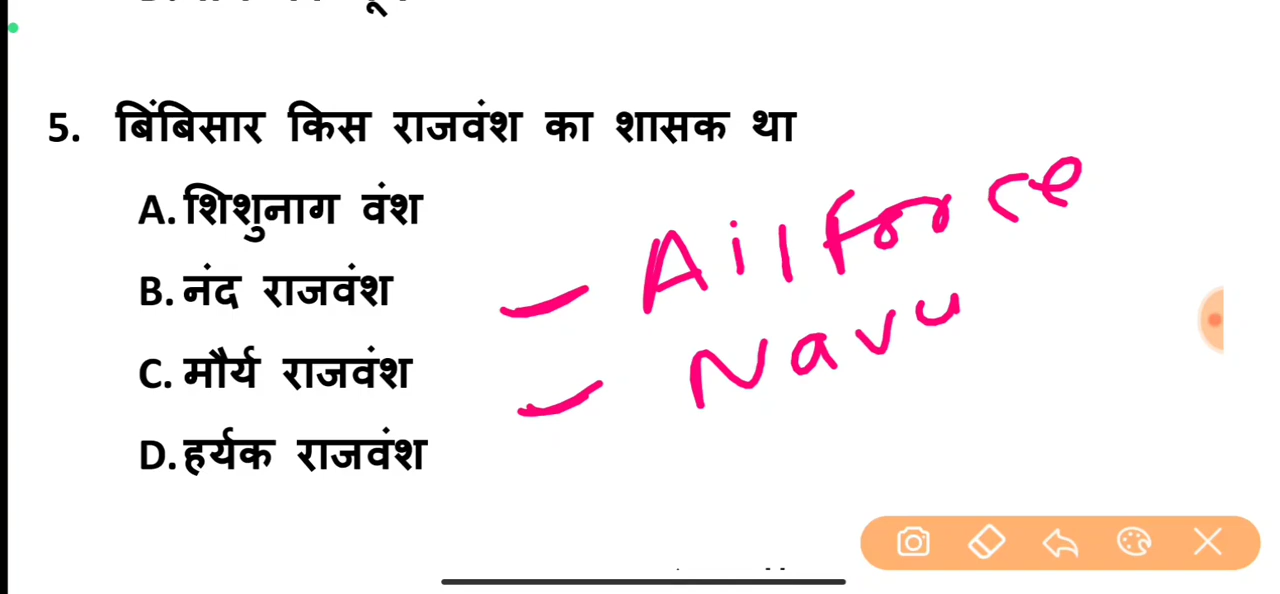 5. बिंबिसार किस राजवंश का शासक था
A. शिशुनाग वंश
B. नंद राजवंश
C. मौर्य राजवंश
D. हर्यक राजवंश
– Airforce
– Navy